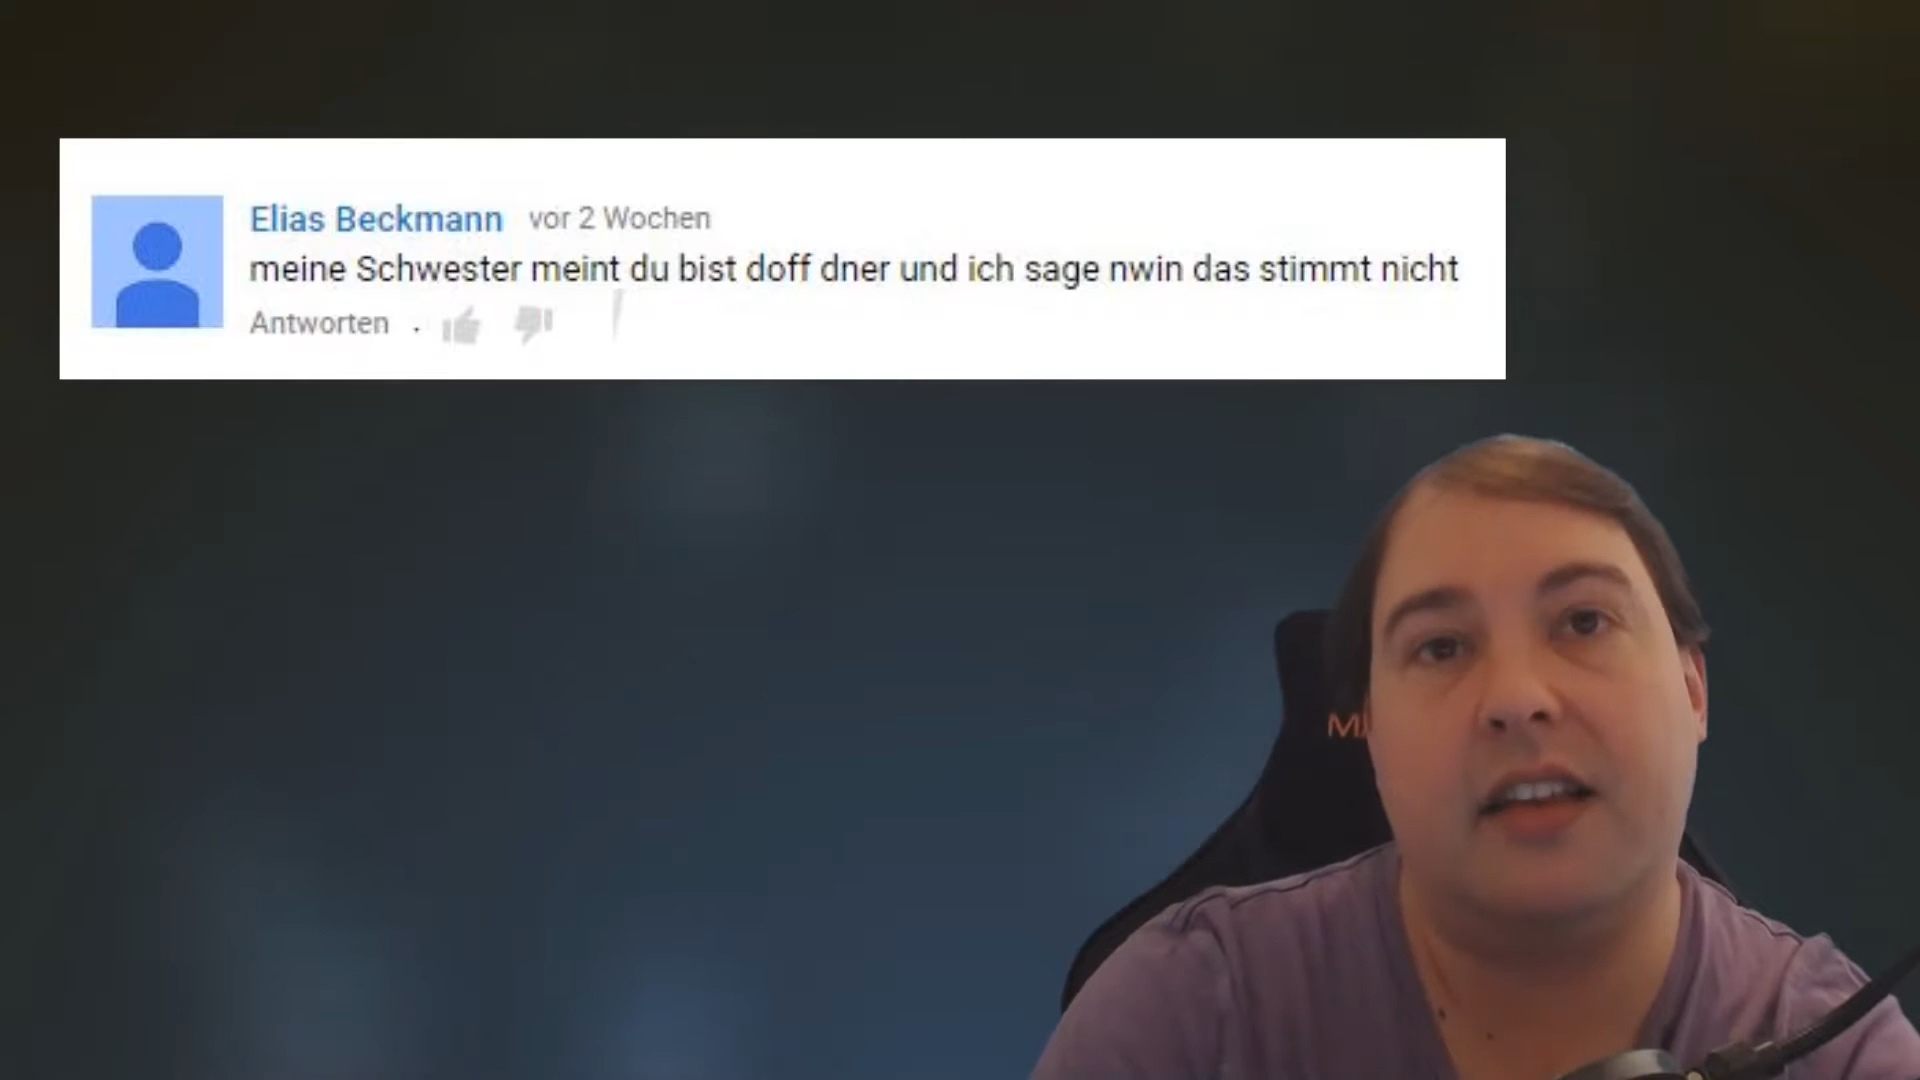 Elias Beckmann vor 2 Wochen
meine Schwester meint du bist doff dner und ich sage nwin das stimmt nicht
Antworten .